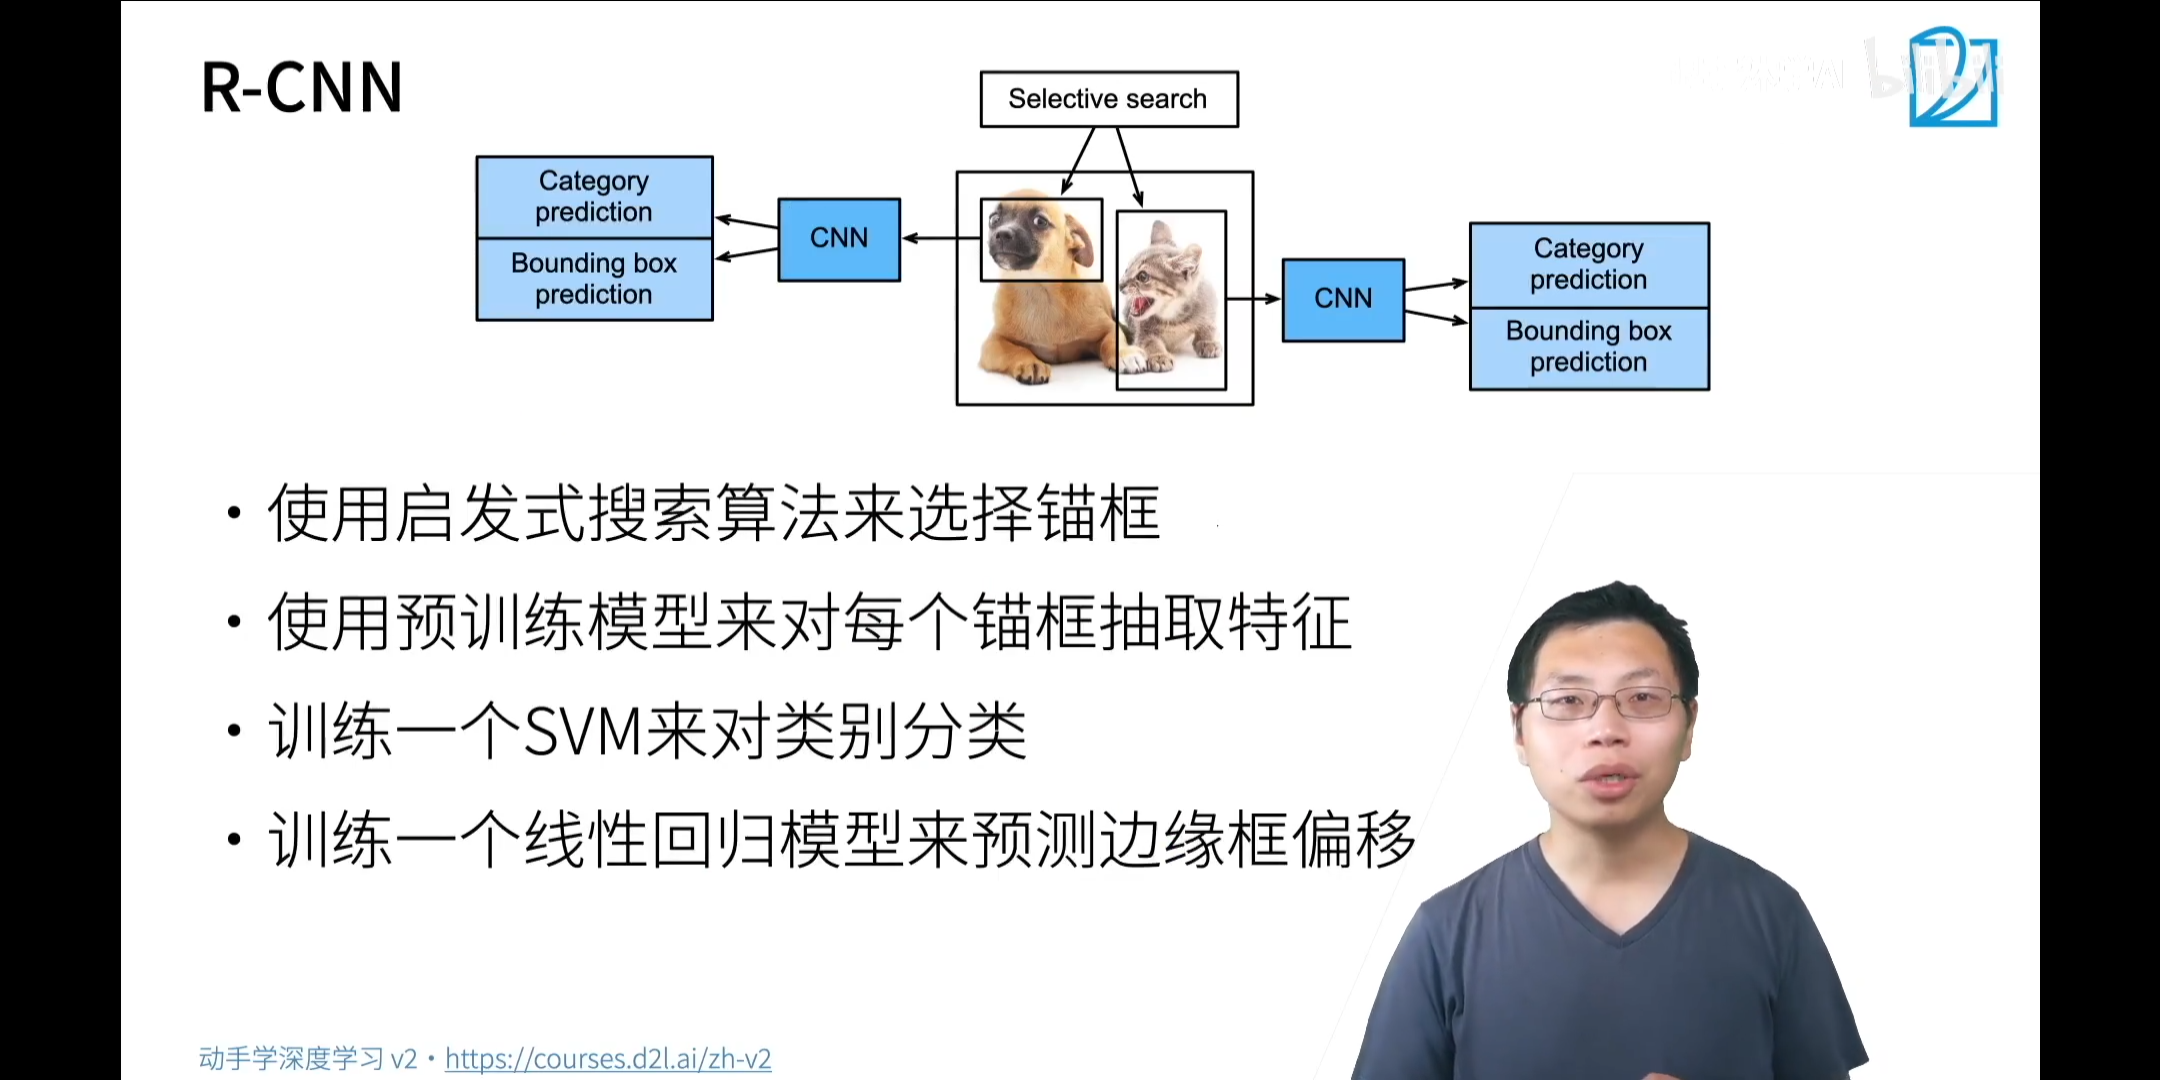 R-CNN
Selective search
Category
prediction
Bounding box
prediction
CNN
CNN
Category
prediction
Bounding box
prediction
• 使用启发式搜索算法来选择锚框
• 使用预训练模型来对每个锚框抽取特征
• 训练一个SVM来对类别分类
• 训练一个线性回归模型来预测边缘框偏移
动手学深度学习 v2 • https://courses.d2l.ai/zh-v2
bilibili